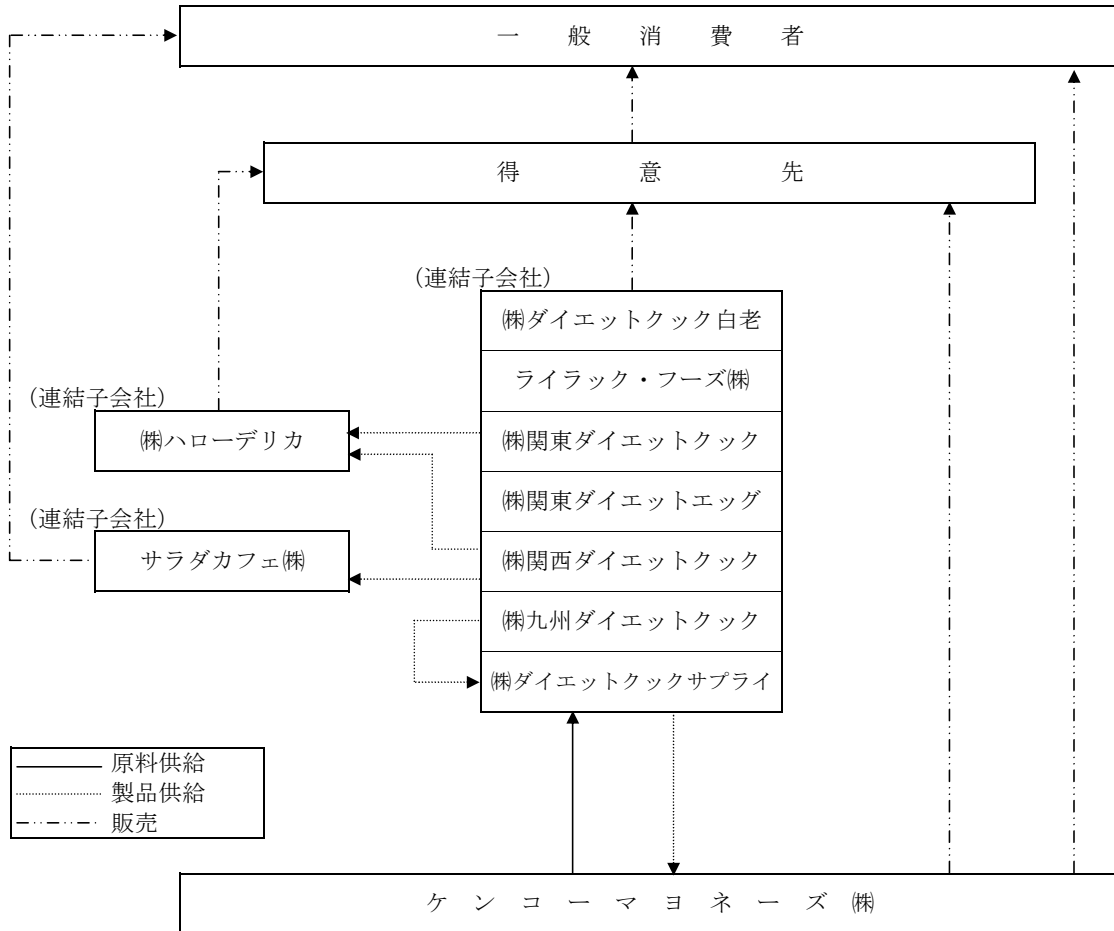 一般消費者
得意先
(連結子会社)
㈱ダイエットクック白老
ライラック・フーズ㈱
(連結子会社)
㈱ハローデリカ
㈱関東ダイエットクック
㈱関東ダイエットエッグ
(連結子会社)
サラダカフェ㈱
㈱関西ダイエットクック
㈱九州ダイエットクック
㈱ダイエットクックサプライ
原料供給
製品供給
販売
ケンコーマヨネーズ㈱